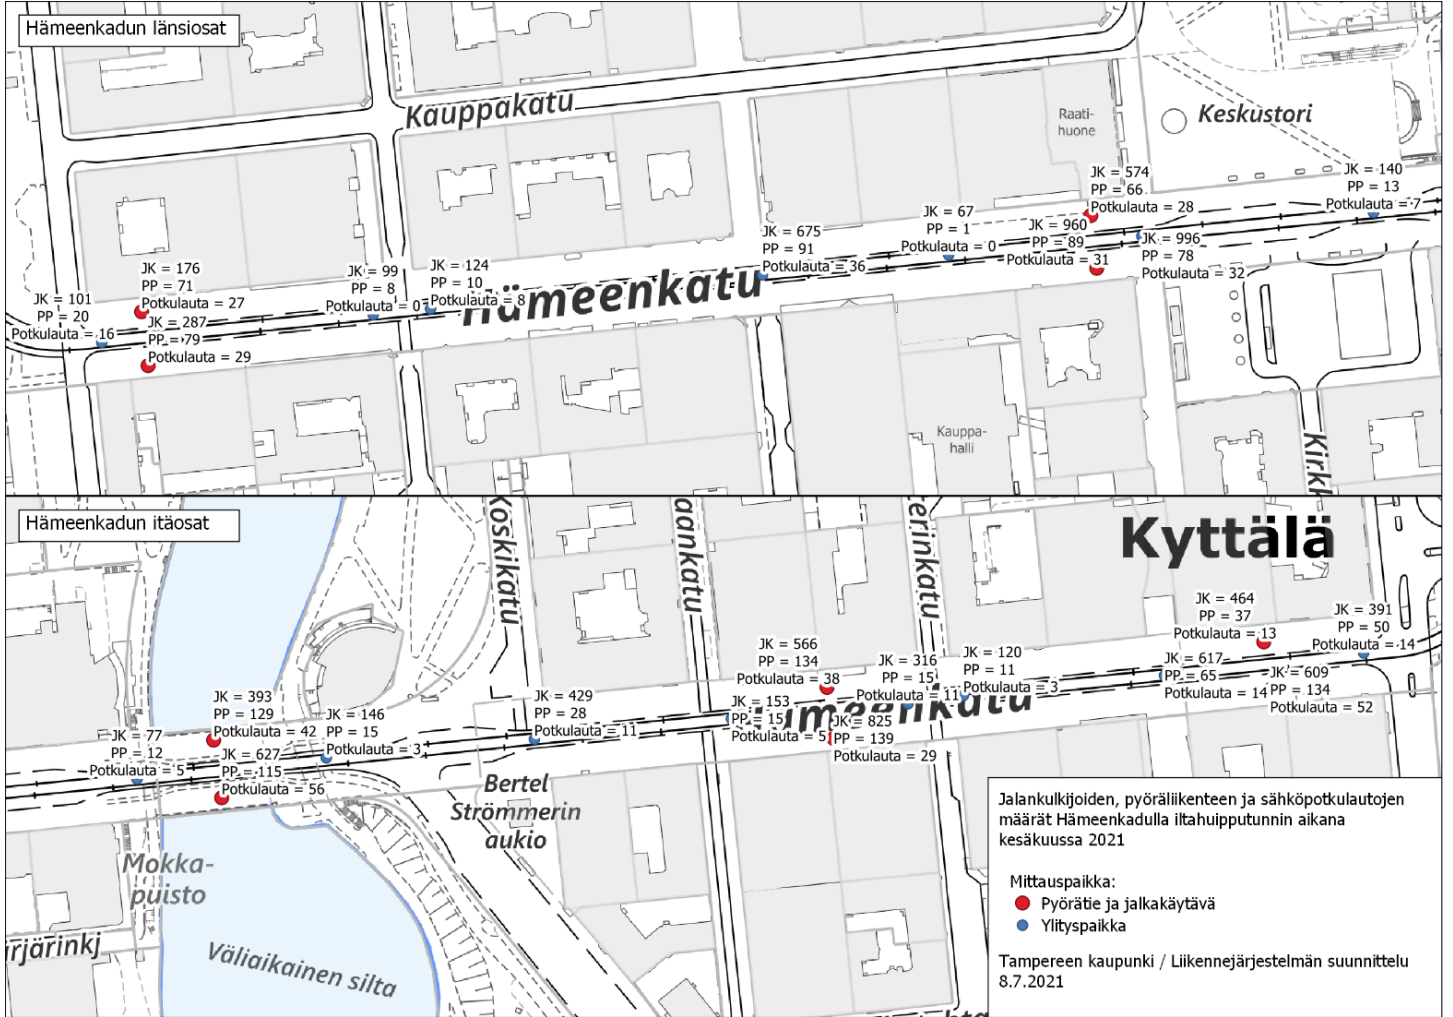 Hämeenkadun länsiosat
Kauppakatu
Raati-
huone
Keskustori
JK = 574
PP = 66
Potkulauta = 28
JK = 140
PP = 13
Potkulauta = 7
JK = 67
PP = 1
Potkulauta = 0
JK = 960
PP = 89
Potkulauta = 31
JK = 996
PP = 78
Potkulauta = 32
JK = 675
PP = 91
Potkulauta = 36
JK = 176
PP = 71
Potkulauta = 27
JK = 99
PP = 8
Potkulauta = 0
JK = 124
PP = 10
Potkulauta = 8
Hämeenkatu
JK = 101
PP = 20
Potkulauta = 16
JK = 287
PP = 79
Potkulauta = 29
Kauppa-
halli
Kirkk
Hämeenkadun itäosat
Koskikatu
aankatu
erinkatu
Kyttälä
JK = 464
PP = 37
Potkulauta = 13
JK = 391
PP = 50
Potkulauta = 14
JK = 566
PP = 134
Potkulauta = 38
JK = 316
PP = 15
Potkulauta = 11
JK = 120
PP = 11
Potkulauta = 3
JK = 617
PP = 65
Potkulauta = 14
JK = 609
PP = 134
Potkulauta = 52
JK = 393
PP = 129
Potkulauta = 42
JK = 146
PP = 15
Potkulauta = 3
JK = 429
PP = 28
Potkulauta = 11
JK = 153
PP = 15
Potkulauta = 5
Hämeenkatu
JK = 825
PP = 139
Potkulauta = 29
JK = 77
PP = 12
Potkulauta = 5
JK = 627
PP = 115
Potkulauta = 56
Bertel
Strömmerin
aukio
Mokka-
puisto
irjärinkj
Väliaikainen silta
Jalankulkijoiden, pyöräliikenteen ja sähköpotkulautojen
määrät Hämeenkadulla iltahuipputunnin aikana
kesäkuussa 2021
Mittauspaikka:
Pyörätie ja jalkakäytävä
Ylityspaikka
Tampereen kaupunki / Liikennejärjestelmän suunnittelu
8.7.2021